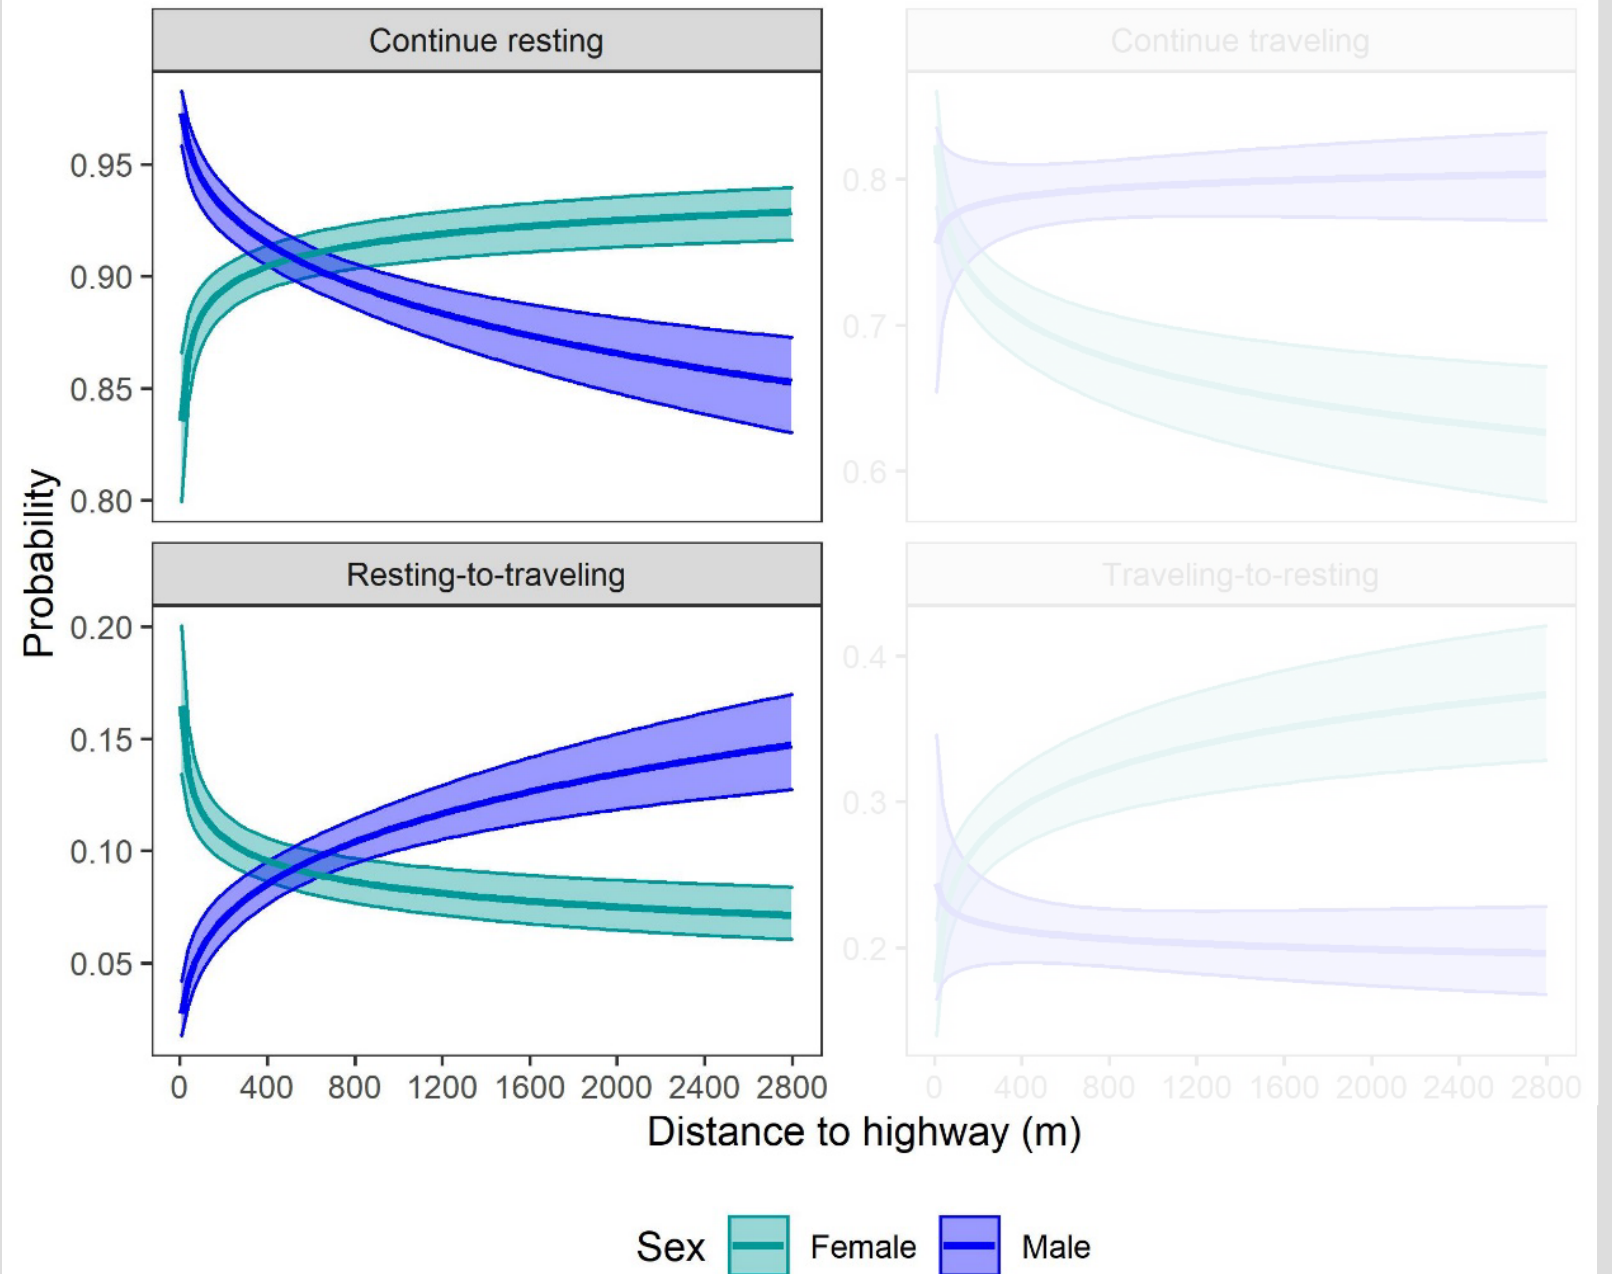 Continue resting
Continue traveling
0.95
0.90
0.85
0.80
0.8
0.7
0.6
Probability
Resting-to-traveling
Traveling-to-resting
0.20
0.15
0.10
0.05
0.4
0.3
0.2
0 400 800 1200 1600 2000 2400 2800
0 400 800 1200 1600 2000 2400 2800
Distance to highway (m)
Sex Female Male